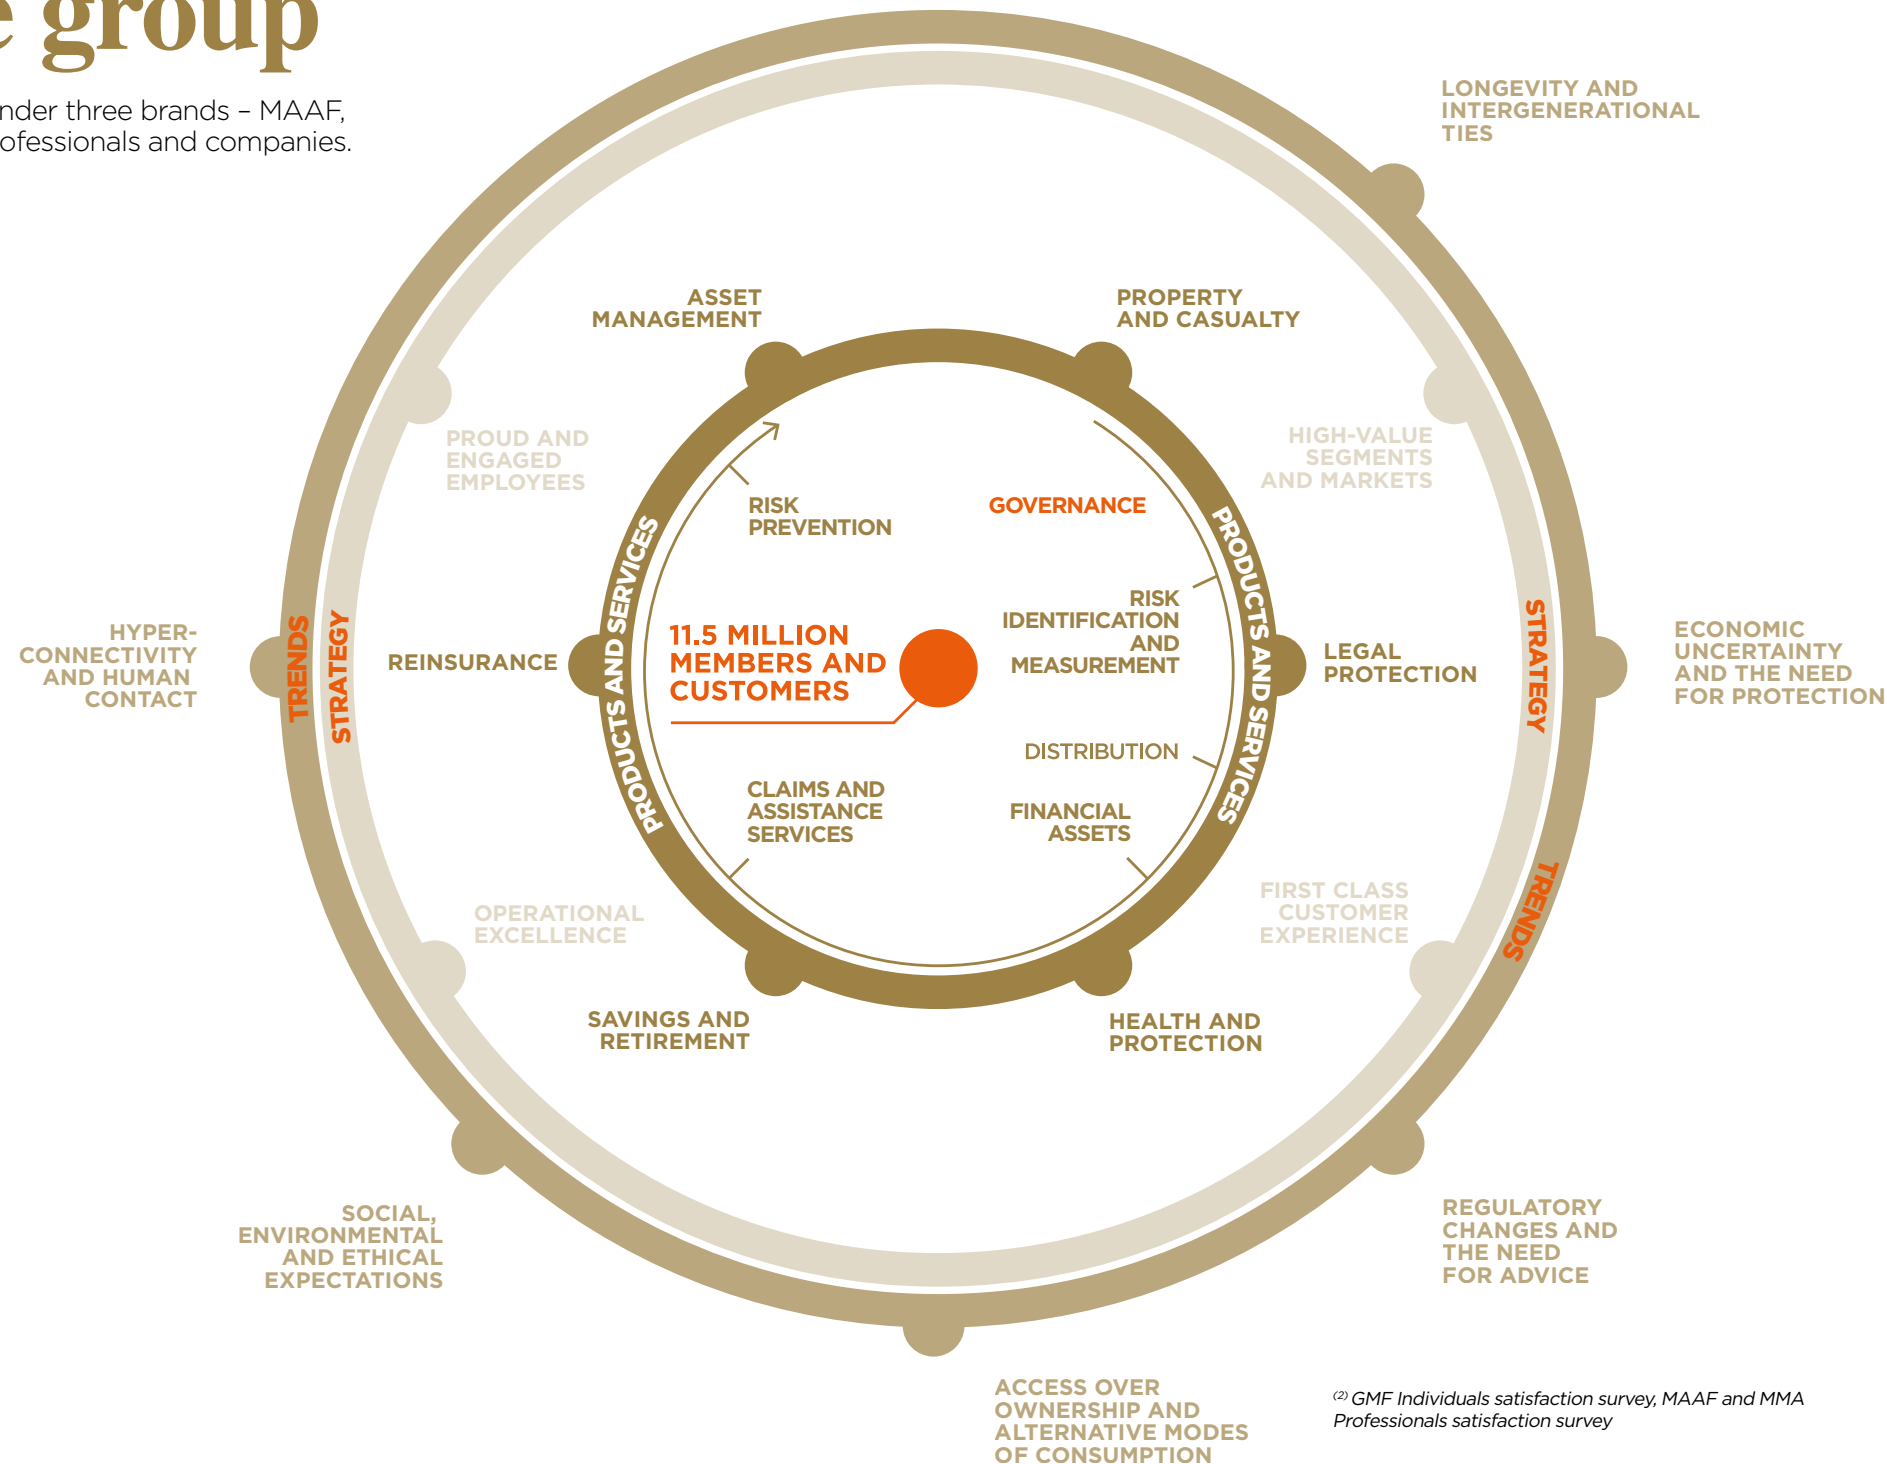 e group
nder three brands – MAAF,
ofessionals and companies.
LONGEVITY AND
INTERGENERATIONAL
TIES
ASSET
MANAGEMENT
PROPERTY
AND CASUALTY
PROUD AND
ENGAGED
EMPLOYEES
HIGH-VALUE
SEGMENTS
AND MARKETS
RISK
PREVENTION
GOVERNANCE
PRODUCTS AND SERVICES
PRODUCTS AND SERVICES
RISK
IDENTIFICATION
AND
MEASUREMENT
HYPER-
CONNECTIVITY
AND HUMAN
CONTACT
TRENDS
STRATEGY
REINSURANCE
11.5 MILLION
MEMBERS AND
CUSTOMERS
LEGAL
PROTECTION
STRATEGY
ECONOMIC
UNCERTAINTY
AND THE NEED
FOR PROTECTION
DISTRIBUTION
CLAIMS AND
ASSISTANCE
SERVICES
FINANCIAL
ASSETS
TRENDS
OPERATIONAL
EXCELLENCE
FIRST CLASS
CUSTOMER
EXPERIENCE
SAVINGS AND
RETIREMENT
HEALTH AND
PROTECTION
SOCIAL,
ENVIRONMENTAL
AND ETHICAL
EXPECTATIONS
REGULATORY
CHANGES AND
THE NEED
FOR ADVICE
ACCESS OVER
OWNERSHIP AND
ALTERNATIVE MODES
OF CONSUMPTION
(2) GMF Individuals satisfaction survey, MAAF and MMA
Professionals satisfaction survey